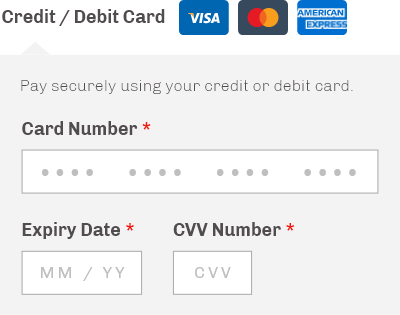 Credit / Debit Card VISA AMERICAN EXPRESS
Pay securely using your credit or debit card.
Card Number *
•••• •••• •••• ••••
Expiry Date * CVV Number *
MM / YY CVV